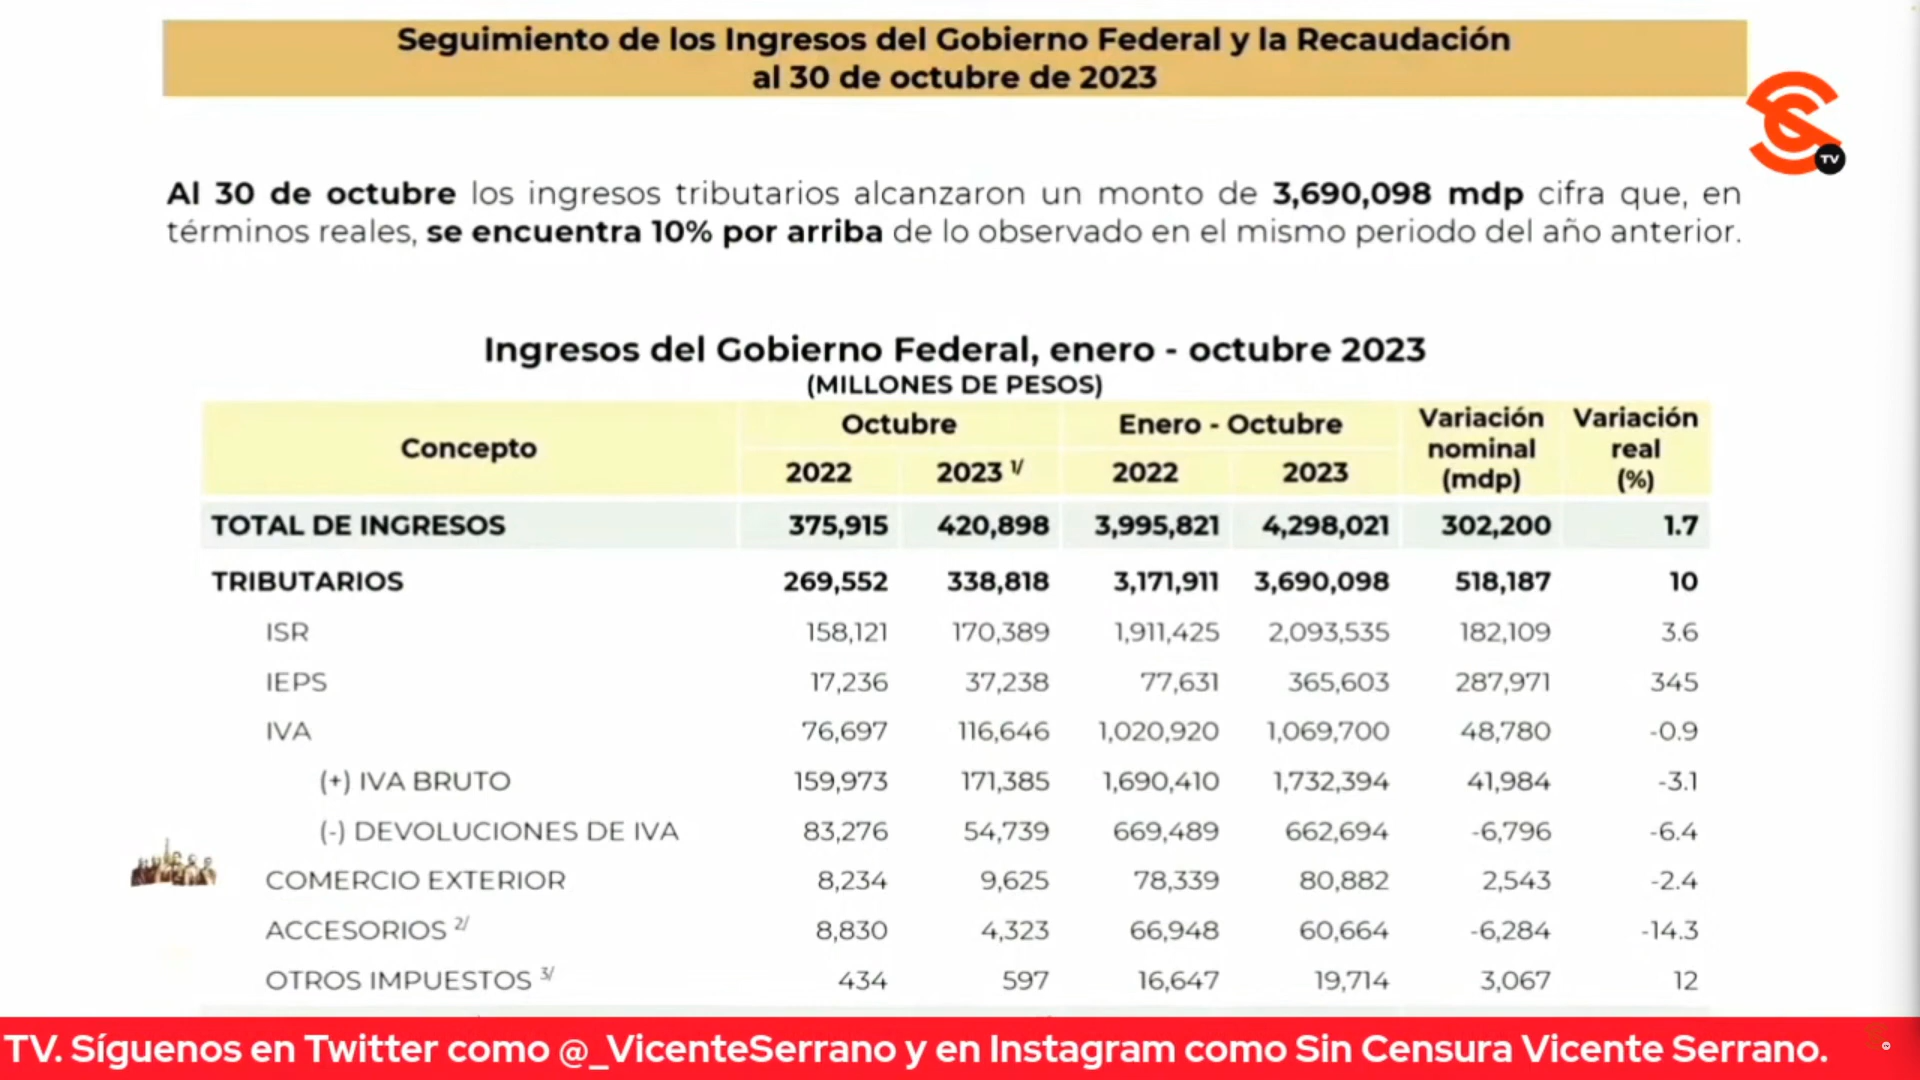 Seguimiento de los Ingresos del Gobierno Federal y la Recaudación
al 30 de octubre de 2023
TV
Al 30 de octubre los ingresos tributarios alcanzaron un monto de 3,690,098 mdp cifra que, en
términos reales, se encuentra 10% por arriba de lo observado en el mismo periodo del año anterior.
Ingresos del Gobierno Federal, enero - octubre 2023
(MILLONES DE PESOS)
Concepto Octubre Enero - Octubre Variación nominal (mdp) Variación real (%)
2022 2023 1/ 2022 2023
TOTAL DE INGRESOS 375,915 420,898 3,995,821 4,298,021 302,200 1.7
TRIBUTARIOS 269,552 338,818 3,171,911 3,690,098 518,187 10
ISR 158,121 170,389 1,911,425 2,093,535 182,109 3.6
IEPS 17,236 37,238 77,631 365,603 287,971 345
IVA 76,697 116,646 1,020,920 1,069,700 48,780 -0.9
(+) IVA BRUTO 159,973 171,385 1,690,410 1,732,394 41,984 -3.1
(-) DEVOLUCIONES DE IVA 83,276 54,739 669,489 662,694 -6,796 -6.4
COMERCIO EXTERIOR 8,234 9,625 78,339 80,882 2,543 -2.4
ACCESORIOS 2/ 8,830 4,323 66,948 60,664 -6,284 -14.3
OTROS IMPUESTOS 3/ 434 597 16,647 19,714 3,067 12
TV. Síguenos en Twitter como @_VicenteSerrano y en Instagram como Sin Censura Vicente Serrano.